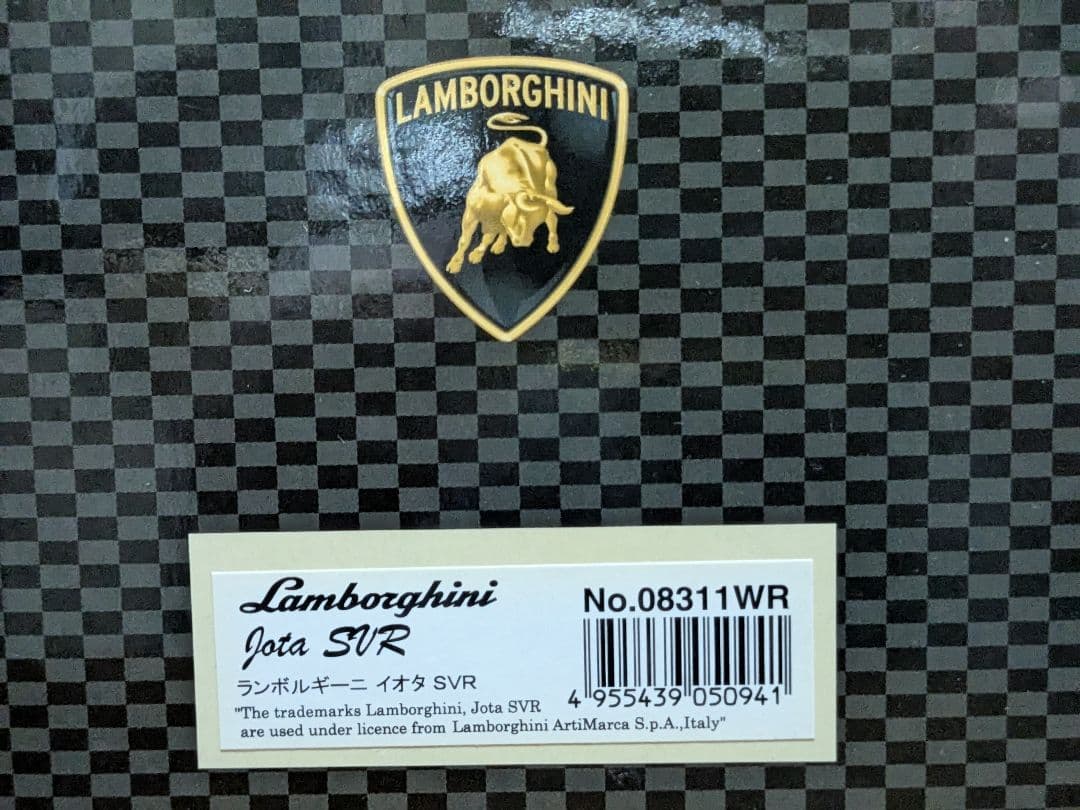 LAMBORGHINI
Lamborghini
Jota SVR
ランボルギーニ イオタ SVR
"The trademarks Lamborghini, Jota SVR
are used under licence from Lamborghini ArtiMarca S.p.A.,Italy"
No.08311WR
4 955439 050941